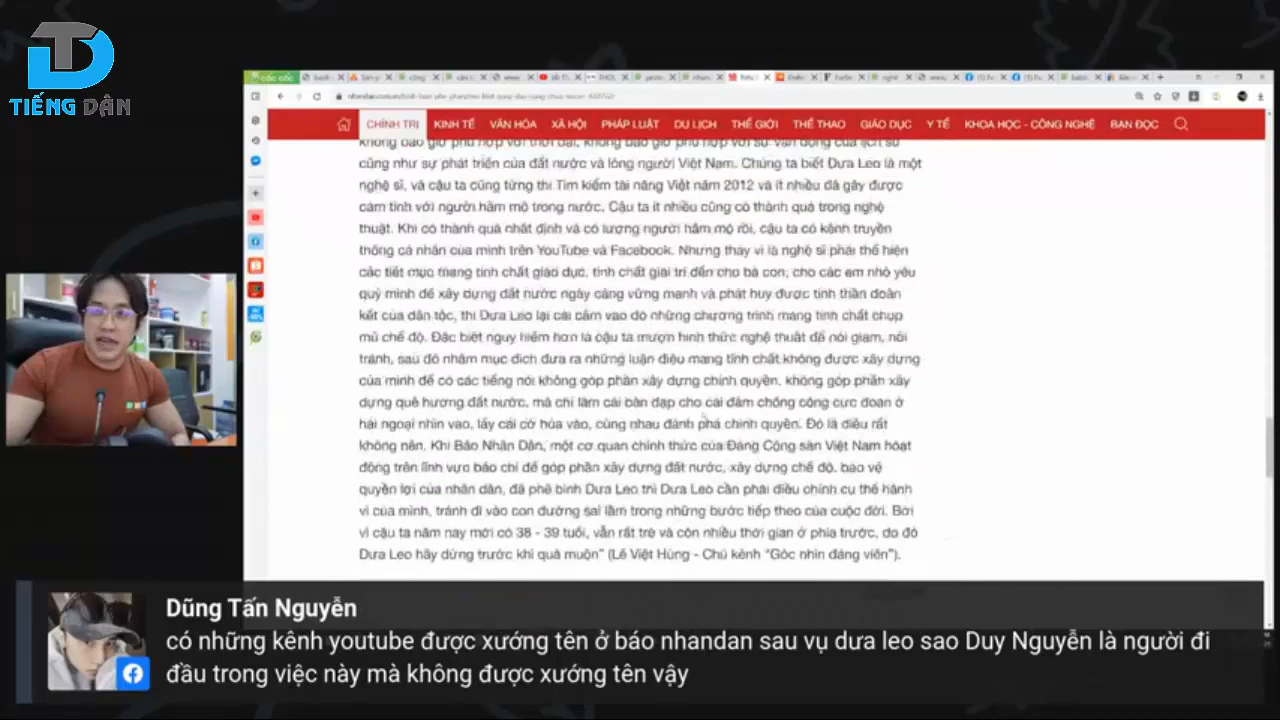 TIẾNG DÂN
CHÍNH TRỊ KINH TẾ VĂN HÓA XÃ HỘI PHÁP LUẬT DU LỊCH THẾ GIỚI THỂ THAO GIÁO DỤC Y TẾ KHOA HỌC - CÔNG NGHỆ BẠN ĐỌC
không bao giờ phù hợp với thời đại, không bao giờ phù hợp với sự vận động của lịch sử
cũng như sự phát triển của đất nước và lòng người Việt Nam. Chúng ta biết Dưa Leo là một
nghệ sĩ, và cậu ta cũng từng thi Tìm kiếm tài năng Việt năm 2012 và ít nhiều đã gây được
cảm tình với người hâm mộ trong nước. Cậu ta ít nhiều cũng có thành quả trong nghệ
thuật. Khi có thành quả nhất định và có lượng người hâm mộ rồi, cậu ta có kênh truyền
thông cá nhân của mình trên YouTube và Facebook. Nhưng thay vì là nghệ sĩ phải thể hiện
các tiết mục mang tính chất giáo dục, tính chất giải trí đến cho bà con, cho các em nhỏ yêu
quý mình để xây dựng đất nước ngày càng vững mạnh và phát huy được tinh thần đoàn
kết của dân tộc, thì Dưa Leo lại cài cắm vào đó những chương trình mang tính chất chụp
mũ chế độ. Đặc biệt nguy hiểm hơn là cậu ta mượn hình thức nghệ thuật để nói giảm, nói
tránh, sau đó nhằm mục đích đưa ra những luận điệu mang tính chất không được xây dựng
của mình để có các tiếng nói không góp phần xây dựng chính quyền, không góp phần xây
dựng quê hương đất nước, mà chỉ làm cái bàn đạp cho cái đám chống cộng cực đoan ở
hải ngoại nhìn vào, lấy cái cớ hùa vào, cùng nhau đánh phá chính quyền. Đó là điều rất
không nên. Khi Báo Nhân Dân, một cơ quan chính thức của Đảng Cộng sản Việt Nam hoạt
động trên lĩnh vực báo chí để góp phần xây dựng đất nước, xây dựng chế độ, bảo vệ
quyền lợi của nhân dân, đã phê bình Dưa Leo thì Dưa Leo cần phải điều chỉnh cụ thể hành
vi của mình, tránh đi vào con đường sai lầm trong những bước tiếp theo của cuộc đời. Bởi
vì cậu ta năm nay mới có 38 - 39 tuổi, vẫn rất trẻ và còn nhiều thời gian ở phía trước, do đó
Dưa Leo hãy dừng trước khi quá muộn” (Lê Việt Hùng - Chủ kênh “Góc nhìn đảng viên”).
Dũng Tấn Nguyễn
có những kênh youtube được xướng tên ở báo nhandan sau vụ dưa leo sao Duy Nguyễn là người đi
đầu trong việc này mà không được xướng tên vậy